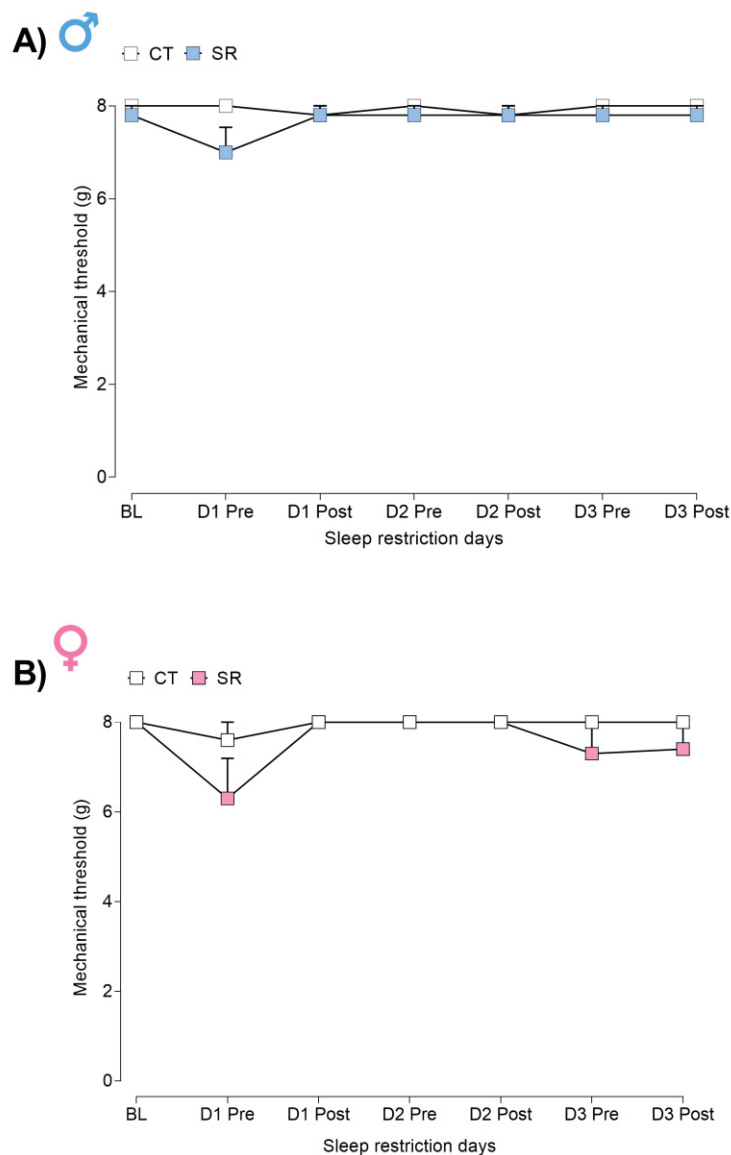 A)
CT SR
8
6
4
2
0
Mechanical threshold (g)
BL D1 Pre D1 Post D2 Pre D2 Post D3 Pre D3 Post
Sleep restriction days
B)
CT SR
8
6
4
2
0
Mechanical threshold (g)
BL D1 Pre D1 Post D2 Pre D2 Post D3 Pre D3 Post
Sleep restriction days